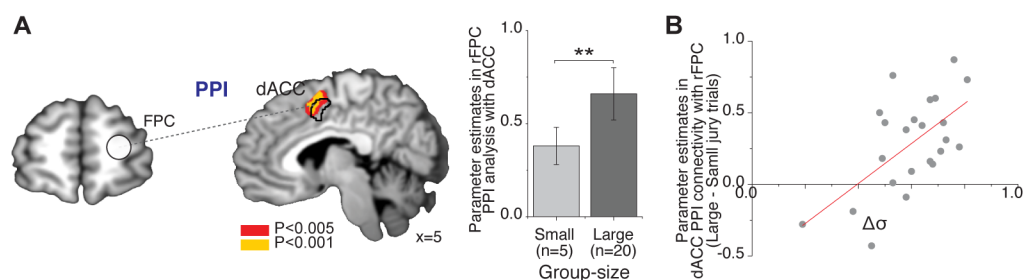 A
PPI
dACC
FPC
P<0.005
P<0.001
x=5
Parameter estimates in rFPC
PPI analysis with dACC
1.0
0.5
0.0
**
Small
(n=5)
Large
(n=20)
Group-size
B
Parameter estimates in
dACC PPI connectivity with rFPC
(Large - Samll jury trials)
1.0
0.5
0.0
-0.5
1.0
Δσ